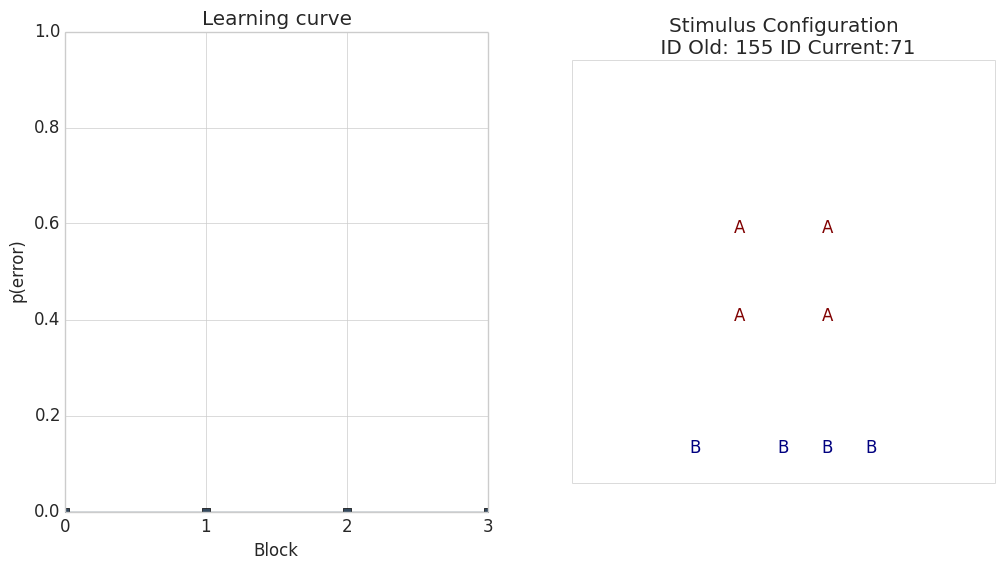 Learning curve
1.0
0.8
0.6
0.4
0.2
0.0
p(error)
0 1 2 3
Block
Stimulus Configuration
ID Old: 155 ID Current:71
A A
A A
B B B B